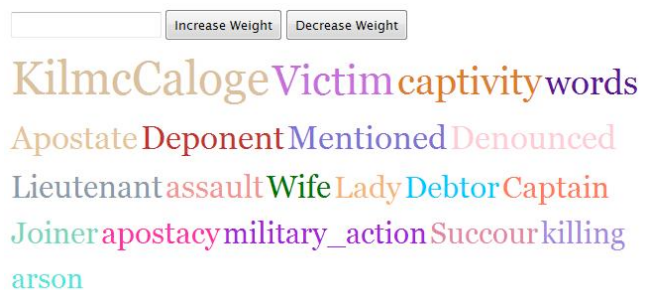 Increase Weight Decrease Weight
KilmcCaloge Victim captivity words
Apostate Deponent Mentioned Denounced
Lieutenant assault Wife Lady Debtor Captain
Joiner apostacy military_action Succour killing
arson